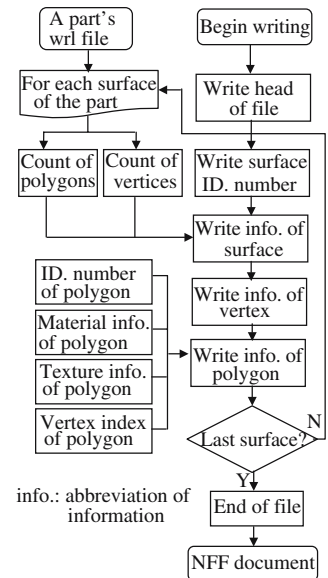 A part's
wrl file
Begin writing
For each surface
of the part
Write head
of file
Count of
polygons
Count of
vertices
Write surface
ID. number
Write info. of
surface
ID. number
of polygon
Write info. of
vertex
Material info.
of polygon
Write info. of
polygon
Texture info.
of polygon
Vertex index
of polygon
N
Last surface?
Y
info.: abbreviation of
information
End of file
NFF document